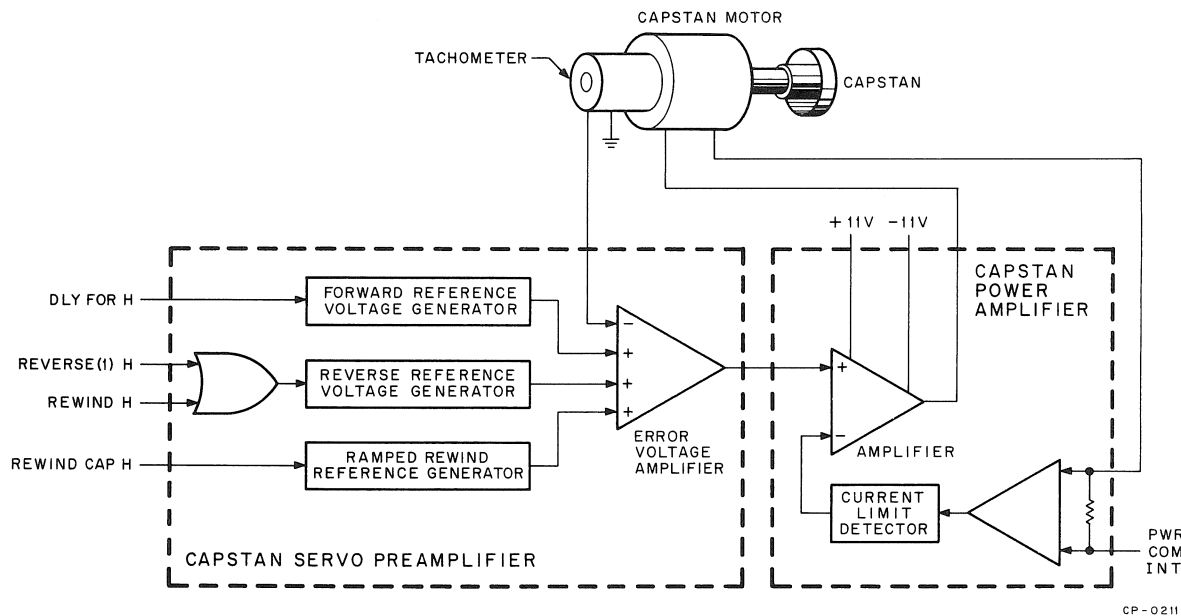 CAPSTAN MOTOR
TACHOMETER
CAPSTAN
+11V -11V
CAPSTAN
POWER
AMPLIFIER
DLY FOR H
FORWARD REFERENCE
VOLTAGE GENERATOR
−
+
+
+
REVERSE(1) H
REWIND H
REVERSE REFERENCE
VOLTAGE GENERATOR
+
−
REWIND CAP H
RAMPED REWIND
REFERENCE GENERATOR
ERROR
VOLTAGE
AMPLIFIER
AMPLIFIER
CURRENT
LIMIT
DETECTOR
PWR
COM
INT
CAPSTAN SERVO PREAMPLIFIER
CP-0211